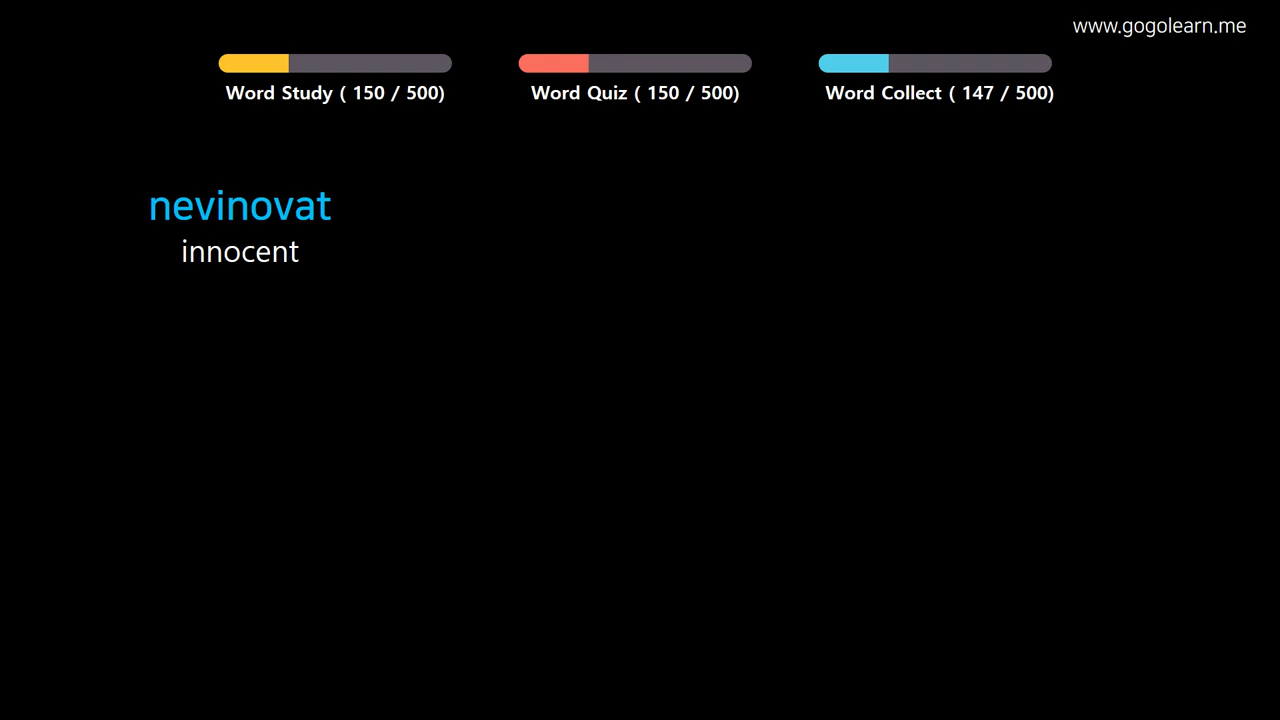 www.gogolearn.me
Word Study ( 150 / 500)
Word Quiz ( 150 / 500)
Word Collect ( 147 / 500)
nevinovat
innocent